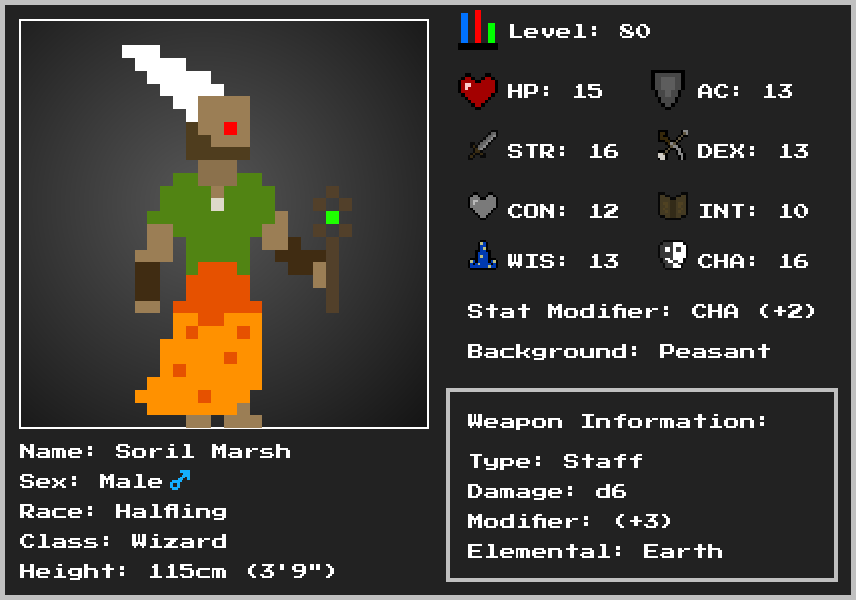 Level: 80
HP: 15 AC: 13
STR: 16 DEX: 13
CON: 12 INT: 10
WIS: 13 CHA: 16
Stat Modifier: CHA (+2)
Background: Peasant
Weapon Information:
Type: Staff
Damage: d6
Modifier: (+3)
Elemental: Earth
Name: Soril Marsh
Sex: Male ♂
Race: Halfling
Class: Wizard
Height: 115cm (3'9")